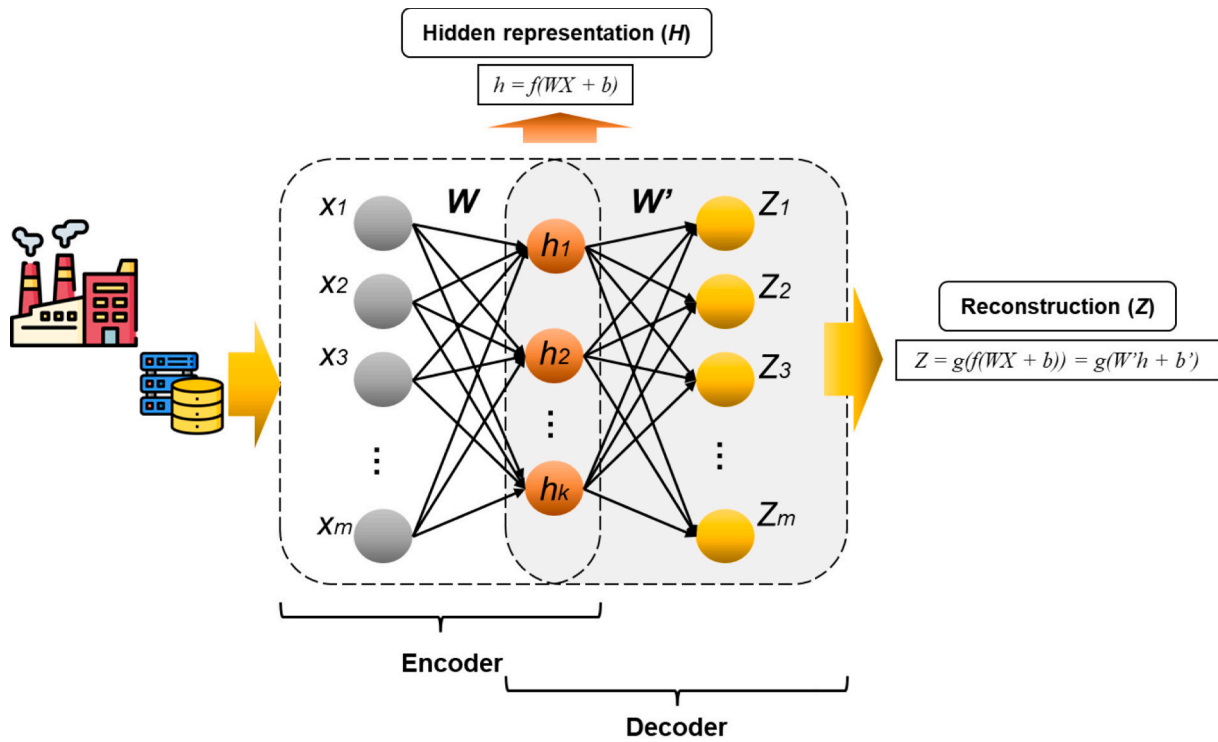 Hidden representation (H)
h = f(WX + b)
W
W’
x1
x2
x3
⋮
xm
h1
h2
⋮
hk
Z1
Z2
Z3
⋮
Zm
Reconstruction (Z)
Z = g(f(WX + b)) = g(W’h + b’)
Encoder
Decoder